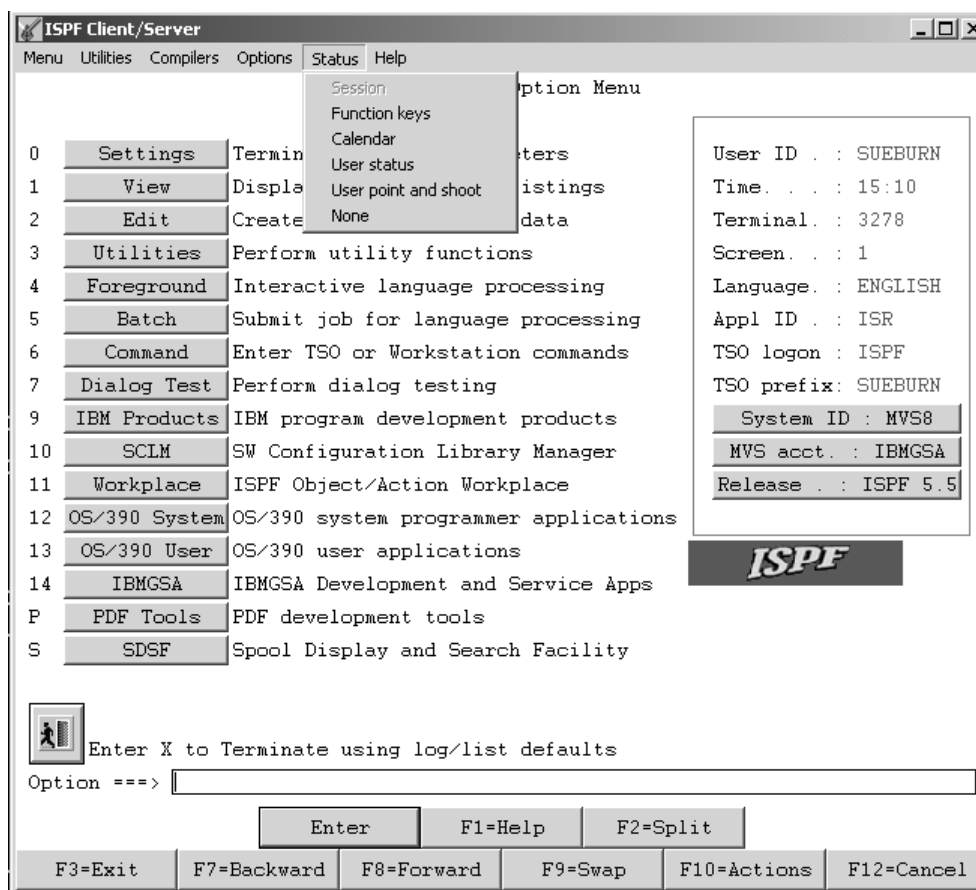 ISPF Client/Server
Menu Utilities Compilers Options Status Help
Session
Function keys
Calendar
User status
User point and shoot
None
Option Menu
0 Settings Termin ters
1 View Displa istings
2 Edit Create data
3 Utilities Perform utility functions
4 Foreground Interactive language processing
5 Batch Submit job for language processing
6 Command Enter TSO or Workstation commands
7 Dialog Test Perform dialog testing
9 IBM Products IBM program development products
10 SCLM SW Configuration Library Manager
11 Workplace ISPF Object/Action Workplace
12 OS/390 System OS/390 system programmer applications
13 OS/390 User OS/390 user applications
14 IBMGSA IBMGSA Development and Service Apps
P PDF Tools PDF development tools
S SDSF Spool Display and Search Facility
User ID . : SUEBURN
Time. . . : 15:10
Terminal. : 3278
Screen. . : 1
Language. : ENGLISH
Appl ID . : ISR
TSO logon : ISPF
TSO prefix: SUEBURN
System ID : MVS8
MVS acct. : IBMGSA
Release . : ISPF 5.5
ISPF
Enter X to Terminate using log/list defaults
Option ===>
Enter F1=Help F2=Split
F3=Exit F7=Backward F8=Forward F9=Swap F10=Actions F12=Cancel